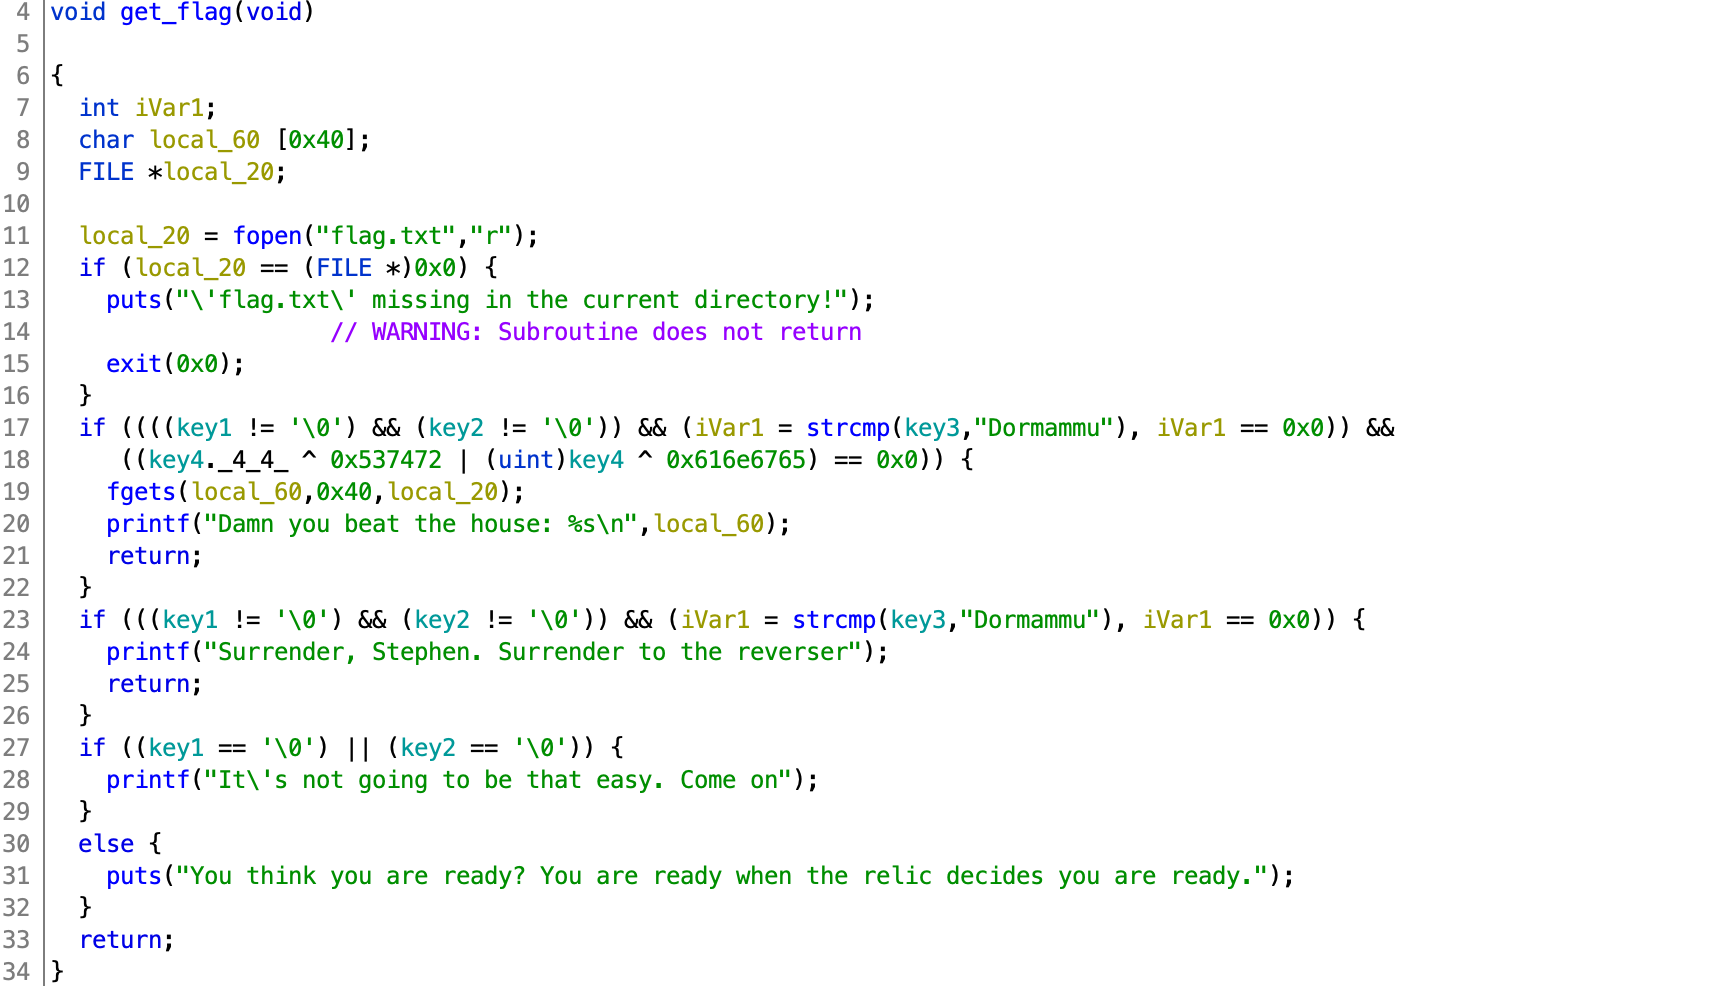 4 void get_flag(void)
5
6 {
7   int iVar1;
8   char local_60 [0x40];
9   FILE *local_20;
10
11   local_20 = fopen("flag.txt","r");
12   if (local_20 == (FILE *)0x0) {
13     puts("\'flag.txt\' missing in the current directory!");
14                     // WARNING: Subroutine does not return
15     exit(0x0);
16   }
17   if ((((key1 != '\0') && (key2 != '\0')) && (iVar1 = strcmp(key3,"Dormammu"), iVar1 == 0x0)) &&
18      ((key4._4_4_ ^ 0x537472 | (uint)key4 ^ 0x616e6765) == 0x0)) {
19     fgets(local_60,0x40,local_20);
20     printf("Damn you beat the house: %s\n",local_60);
21     return;
22   }
23   if (((key1 != '\0') && (key2 != '\0')) && (iVar1 = strcmp(key3,"Dormammu"), iVar1 == 0x0)) {
24     printf("Surrender, Stephen. Surrender to the reverser");
25     return;
26   }
27   if ((key1 == '\0') || (key2 == '\0')) {
28     printf("It\'s not going to be that easy. Come on");
29   }
30   else {
31     puts("You think you are ready? You are ready when the relic decides you are ready.");
32   }
33   return;
34 }